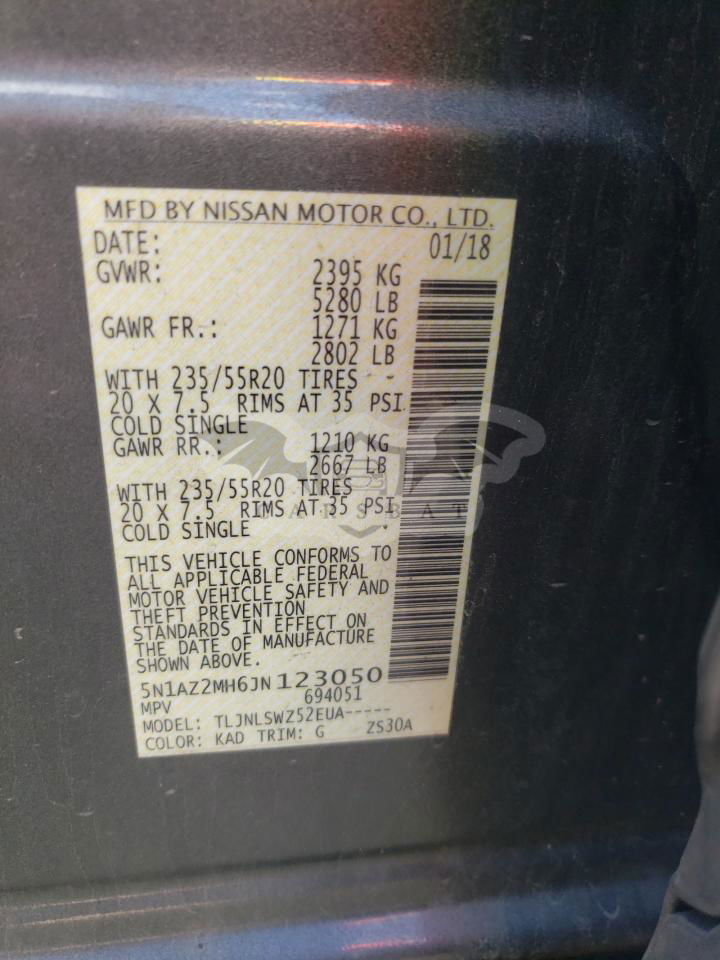 MFD BY NISSAN MOTOR CO., LTD.
DATE: 01/18
GVWR: 2395 KG
5280 LB
GAWR FR.: 1271 KG
2802 LB
WITH 235/55R20 TIRES
20 X 7.5 RIMS AT 35 PSI
COLD SINGLE
GAWR RR.: 1210 KG
2667 LB
WITH 235/55R20 TIRES
20 X 7.5 RIMS AT 35 PSI
COLD SINGLE
CARSBAT
THIS VEHICLE CONFORMS TO
ALL APPLICABLE FEDERAL
MOTOR VEHICLE SAFETY AND
THEFT PREVENTION
STANDARDS IN EFFECT ON
THE DATE OF MANUFACTURE
SHOWN ABOVE.
5N1AZ2MH6JN123050
MPV 694051
MODEL: TLJNLSWZ52EUA-----
COLOR: KAD TRIM: G ZS30A